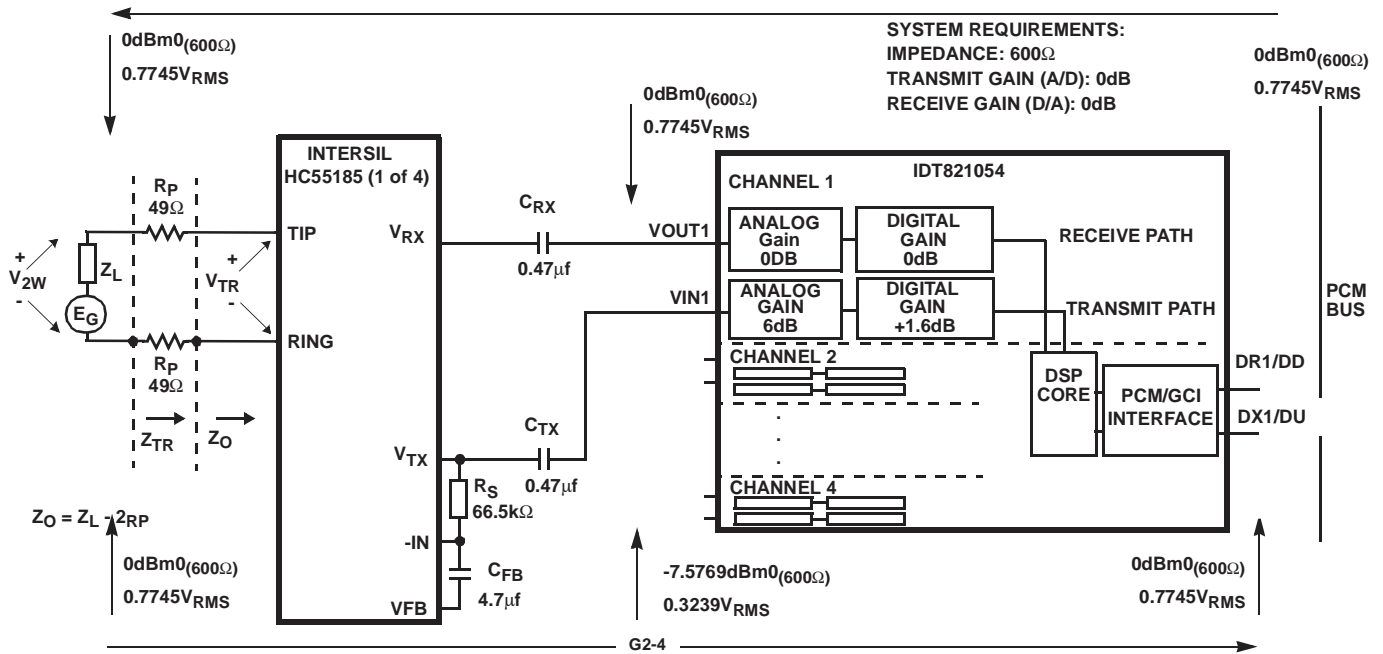 0dBm0(600Ω)
0.7745VRMS
SYSTEM REQUIREMENTS:
IMPEDANCE: 600Ω
TRANSMIT GAIN (A/D): 0dB
RECEIVE GAIN (D/A): 0dB
0dBm0(600Ω)
0.7745VRMS
0dBm0(600Ω)
0.7745VRMS
INTERSIL
HC55185 (1 of 4)
TIP
RING
VRX
VTX
-IN
VFB
RP
49Ω
+
V2W
-
ZL
EG
+
VTR
-
RP
49Ω
ZTR
ZO
ZO = ZL - 2RP
0dBm0(600Ω)
0.7745VRMS
CRX
0.47μf
CTX
0.47μf
RS
66.5kΩ
CFB
4.7μf
VOUT1
VIN1
IDT821054
CHANNEL 1
ANALOG
Gain
0DB
DIGITAL
GAIN
0dB
RECEIVE PATH
ANALOG
GAIN
6dB
DIGITAL
GAIN
+1.6dB
TRANSMIT PATH
CHANNEL 2
CHANNEL 4
DSP
CORE
PCM/GCI
INTERFACE
DR1/DD
DX1/DU
PCM
BUS
-7.5769dBm0(600Ω)
0.3239VRMS
0dBm0(600Ω)
0.7745VRMS
G2-4